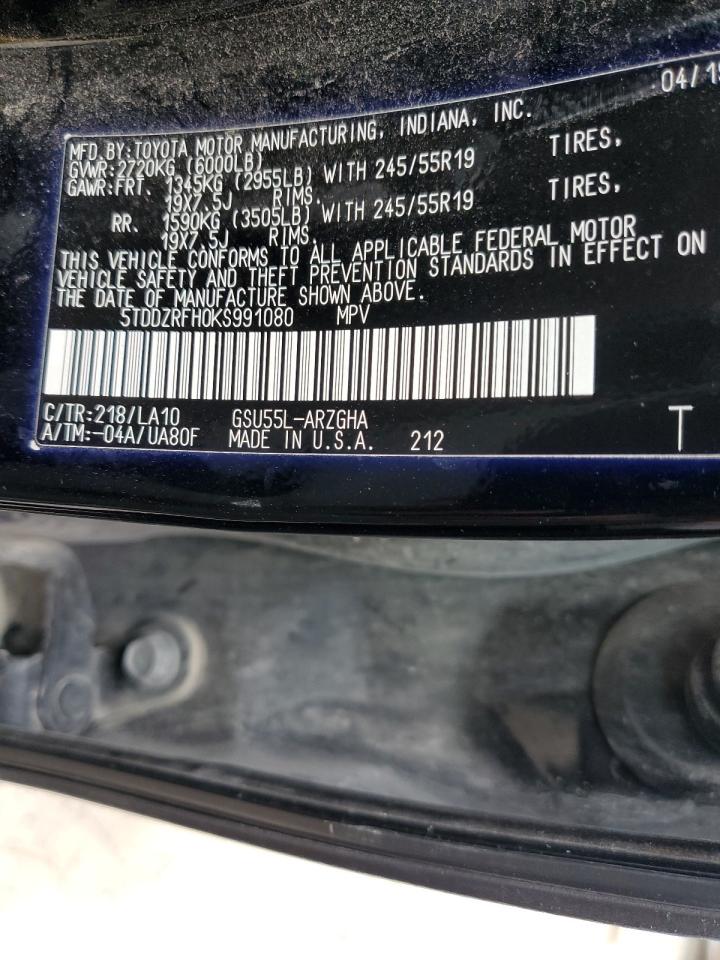 04/19
MFD.BY:TOYOTA MOTOR MANUFACTURING, INDIANA, INC.
GVWR:2720KG (6000LB)
GAWR:FRT. 1345KG (2955LB) WITH 245/55R19 TIRES,
19X7.5J RIMS.
RR. 1590KG (3505LB) WITH 245/55R19 TIRES,
19X7.5J RIMS.
THIS VEHICLE CONFORMS TO ALL APPLICABLE FEDERAL MOTOR
VEHICLE SAFETY AND THEFT PREVENTION STANDARDS IN EFFECT ON
THE DATE OF MANUFACTURE SHOWN ABOVE.
5TDDZRFH0KS991080 MPV
C/TR:218/LA10 GSU55L-ARZGHA
A/TM:-04A/UA80F MADE IN U.S.A. 212 T